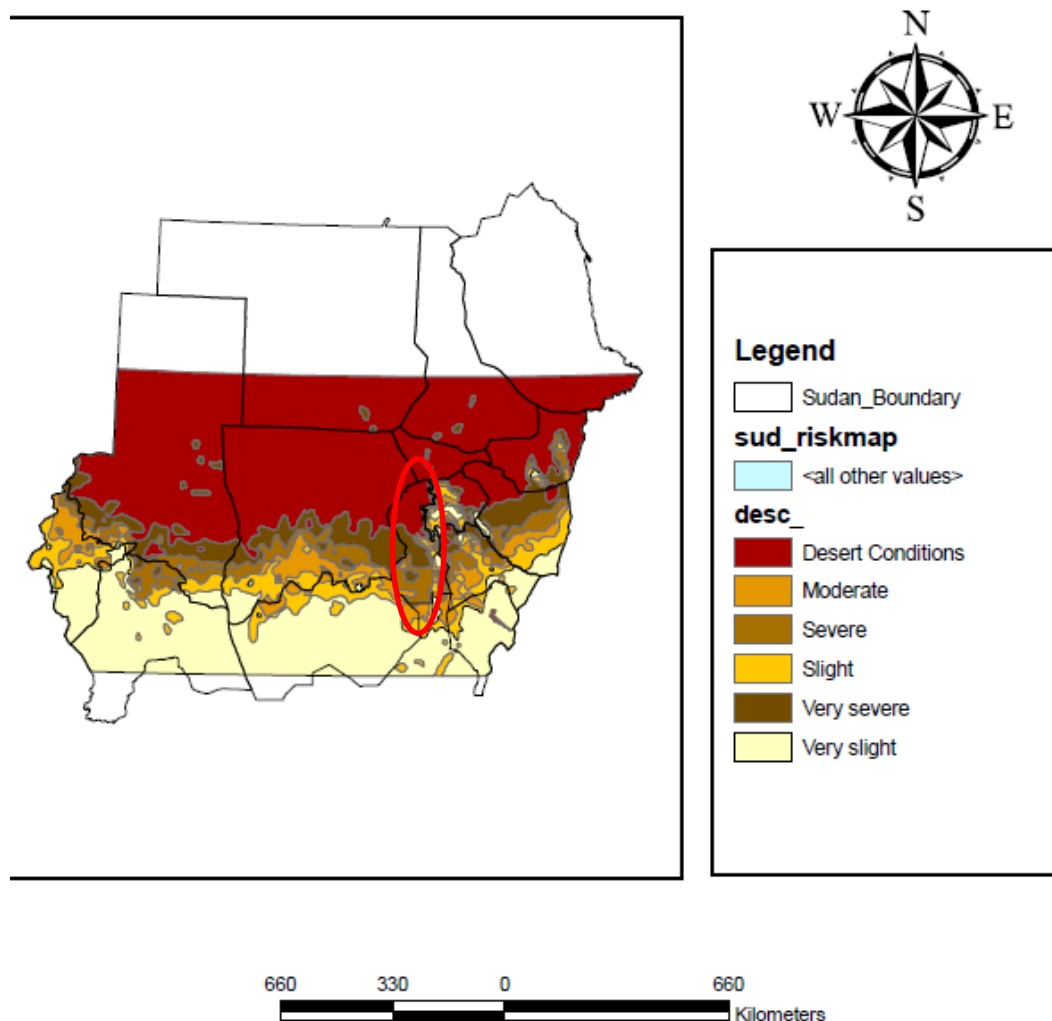 N
W
E
S
Legend
Sudan_Boundary
sud_riskmap
<all other values>
desc_
Desert Conditions
Moderate
Severe
Slight
Very severe
Very slight
660 330 0 660
Kilometers